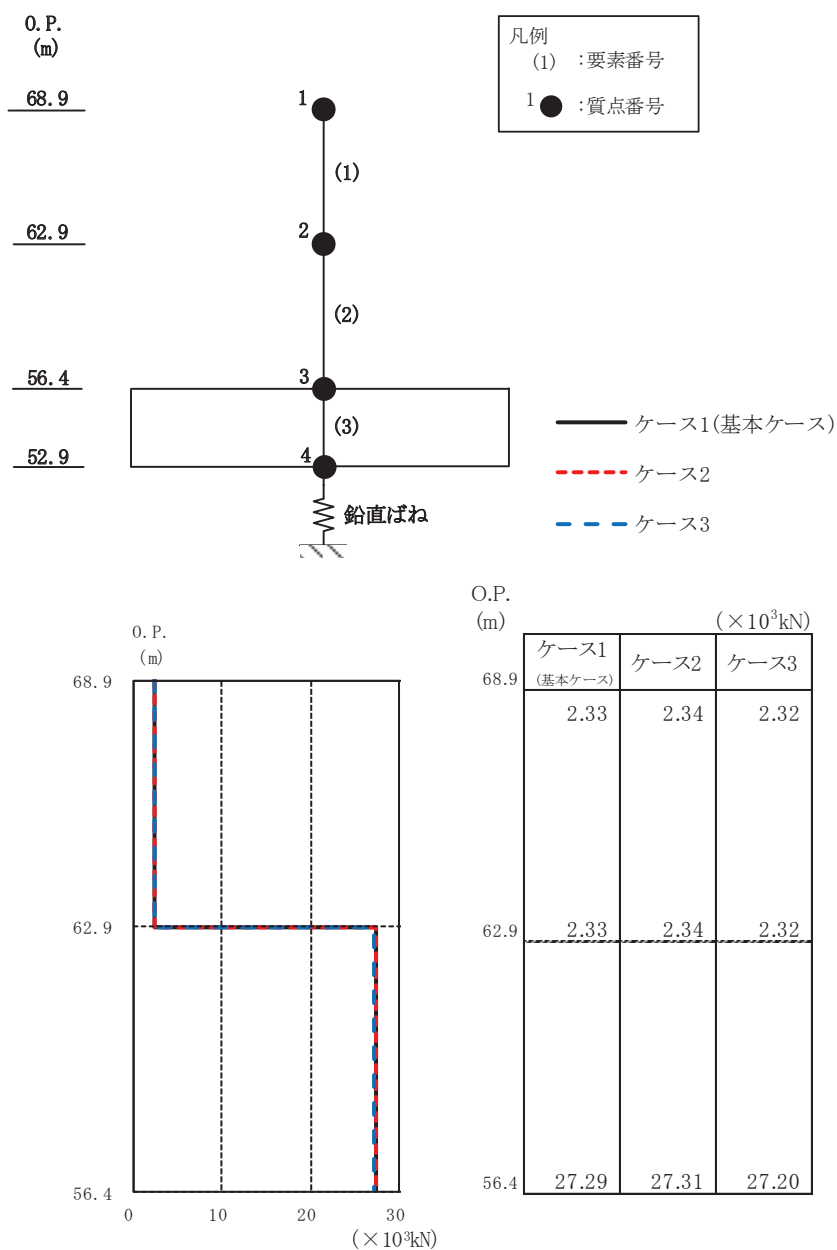 O.P.
(m)
68.9
62.9
56.4
52.9
1
(1)
2
(2)
3
(3)
4
鉛直ばね
凡例
(1) :要素番号
1 :質点番号
ケース1(基本ケース)
ケース2
ケース3
O.P.
(m)
68.9
62.9
56.4
0 10 20 30
(×10³kN)
O.P.
(m) (×10³kN)
ケース1 ケース2 ケース3
(基本ケース)
68.9
2.33 2.34 2.32
62.9 2.33 2.34 2.32
56.4 27.29 27.31 27.20